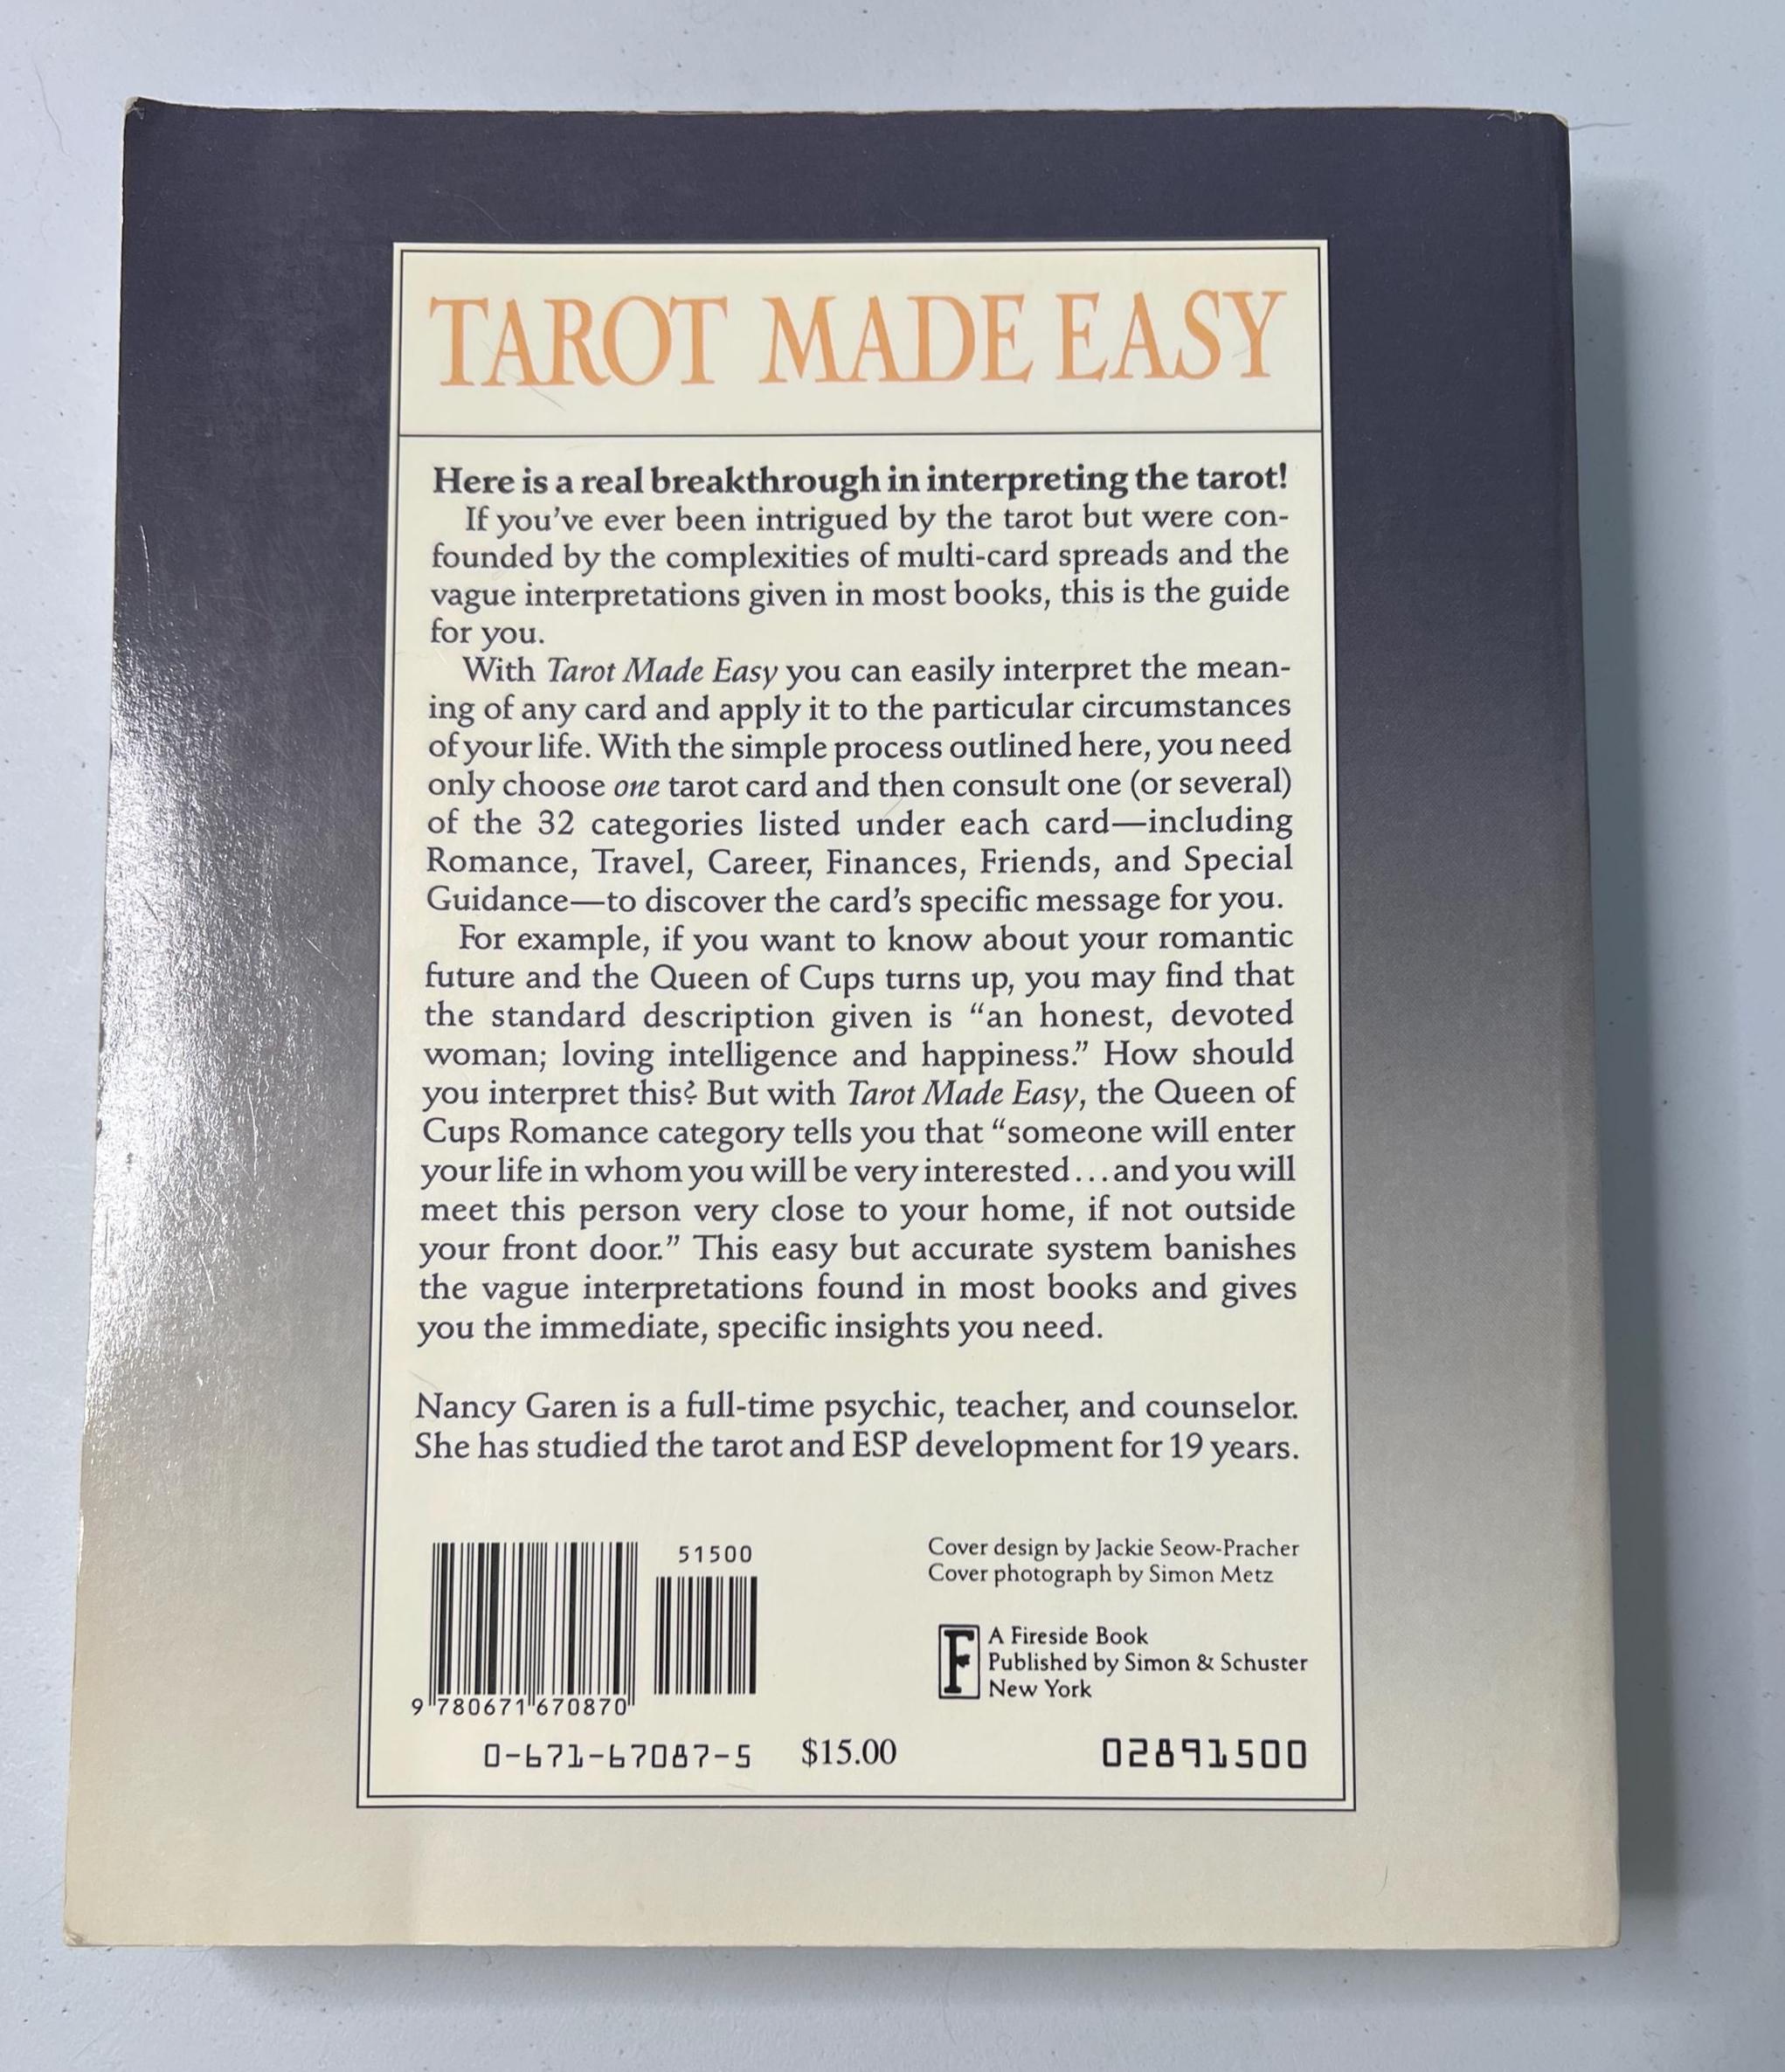 TAROT MADE EASY
Here is a real breakthrough in interpreting the tarot!
If you've ever been intrigued by the tarot but were con-
founded by the complexities of multi-card spreads and the
vague interpretations given in most books, this is the guide
for you.
With Tarot Made Easy you can easily interpret the mean-
ing of any card and apply it to the particular circumstances
of your life. With the simple process outlined here, you need
only choose one tarot card and then consult one (or several)
of the 32 categories listed under each card—including
Romance, Travel, Career, Finances, Friends, and Special
Guidance—to discover the card's specific message for you.
For example, if you want to know about your romantic
future and the Queen of Cups turns up, you may find that
the standard description given is "an honest, devoted
woman; loving intelligence and happiness." How should
you interpret this? But with Tarot Made Easy, the Queen of
Cups Romance category tells you that "someone will enter
your life in whom you will be very interested...and you will
meet this person very close to your home, if not outside
your front door." This easy but accurate system banishes
the vague interpretations found in most books and gives
you the immediate, specific insights you need.
Nancy Garen is a full-time psychic, teacher, and counselor.
She has studied the tarot and ESP development for 19 years.
51500
9 780671 670870
0-671-67087-5 $15.00
Cover design by Jackie Seow-Pracher
Cover photograph by Simon Metz
F
A Fireside Book
Published by Simon & Schuster
New York
02891500